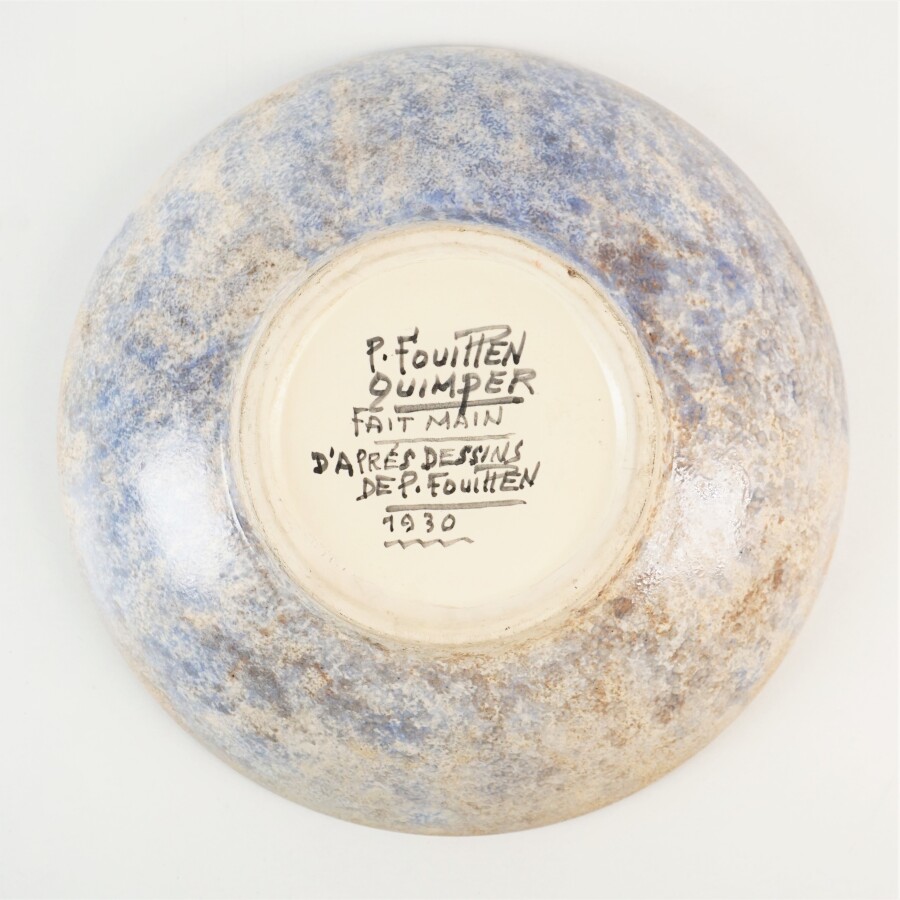 P. FOUILLEN
QUIMPER
FAIT MAIN
D'APRÉS DESSINS
DE P. FOUILLEN
1930